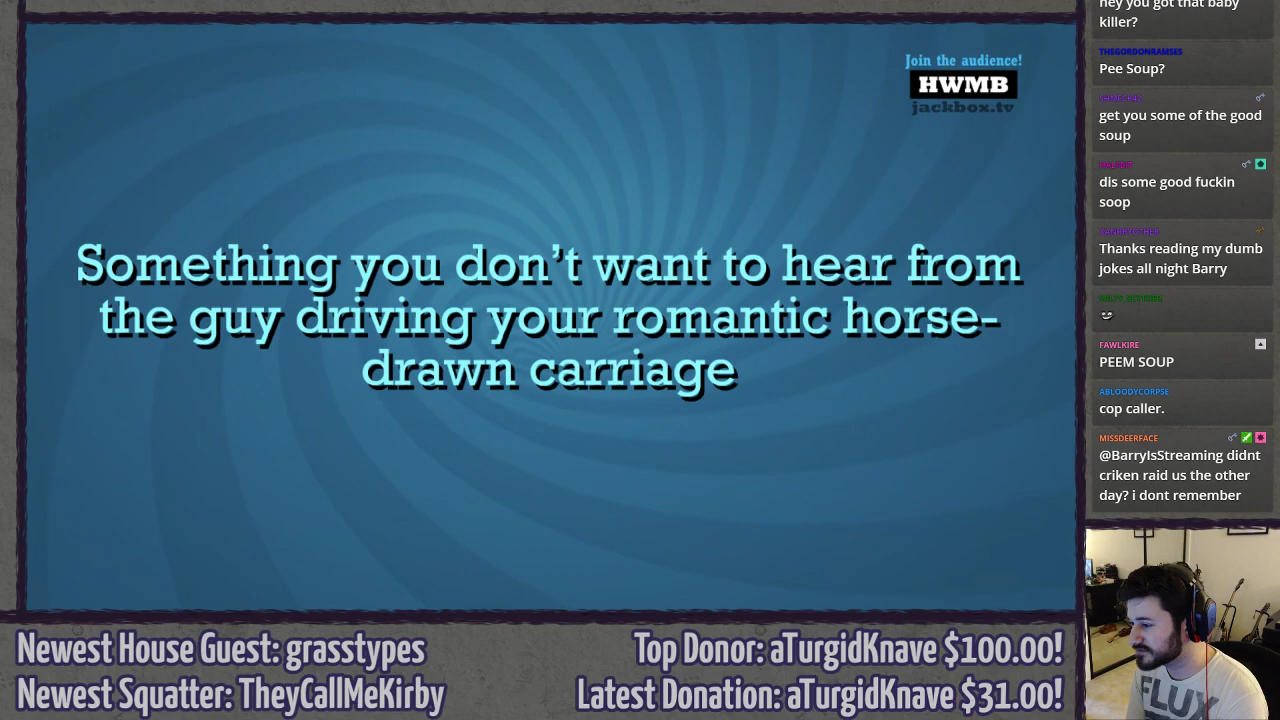 Join the audience!
HWMB
jackbox.tv
Something you don't want to hear from
the guy driving your romantic horse-
drawn carriage
hey you got that baby
killer?
THEGORDONRAMSES
Pee Soup?
get you some of the good
soup
dis some good fuckin
soop
Thanks reading my dumb
jokes all night Barry
FAWLKIRE
PEEM SOUP
ABLOODYCORPSE
cop caller.
MISSDEERFACE
@BarryIsStreaming didnt
criken raid us the other
day? i dont remember
FLUX
Newest House Guest: grasstypes
Newest Squatter: TheyCallMeKirby
Top Donor: aTurgidKnave $100.00!
Latest Donation: aTurgidKnave $31.00!